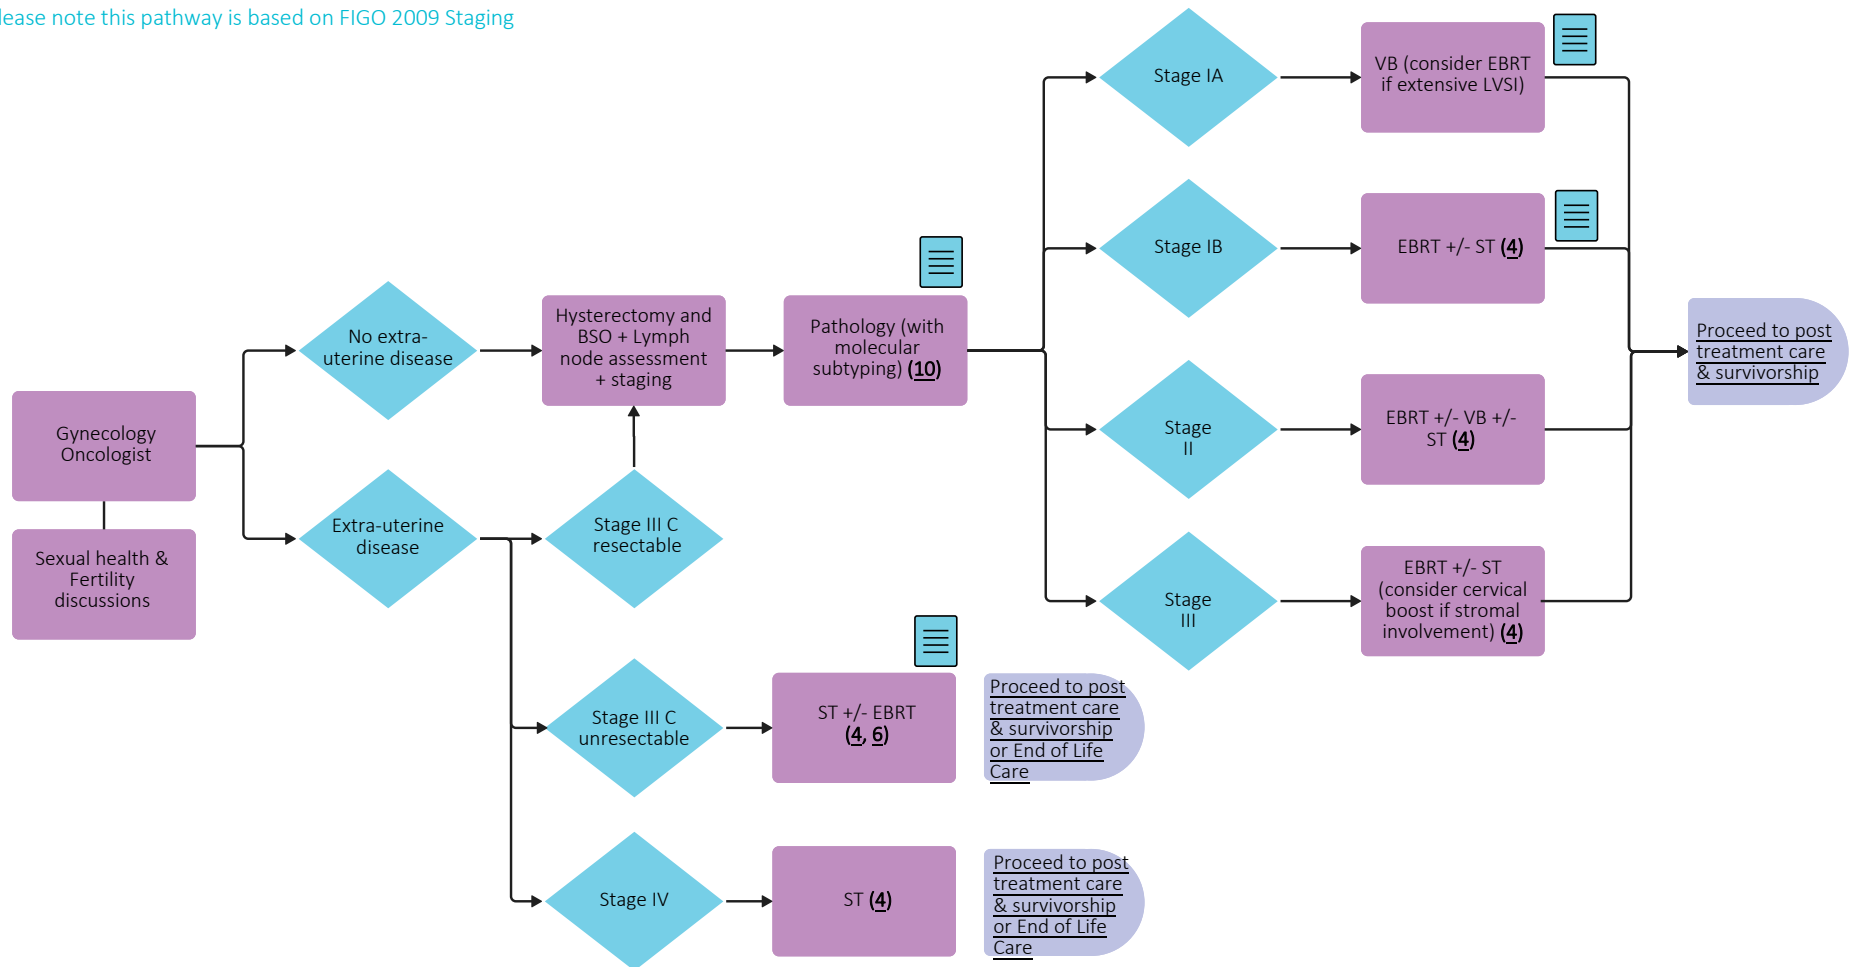 lease note this pathway is based on FIGO 2009 Staging
Gynecology
Oncologist
Sexual health &
Fertility
discussions
No extra-
uterine disease
Extra-uterine
disease
Hysterectomy and
BSO + Lymph
node assessment
+ staging
Stage III C
resectable
Stage III C
unresectable
Stage IV
Pathology (with
molecular
subtyping) (10)
ST +/- EBRT
(4, 6)
ST (4)
Proceed to post
treatment care
& survivorship
or End of Life
Care
Proceed to post
treatment care
& survivorship
or End of Life
Care
Stage IA
Stage IB
Stage
II
Stage
III
VB (consider EBRT
if extensive LVSI)
EBRT +/- ST (4)
EBRT +/- VB +/-
ST (4)
EBRT +/- ST
(consider cervical
boost if stromal
involvement) (4)
Proceed to post
treatment care
& survivorship